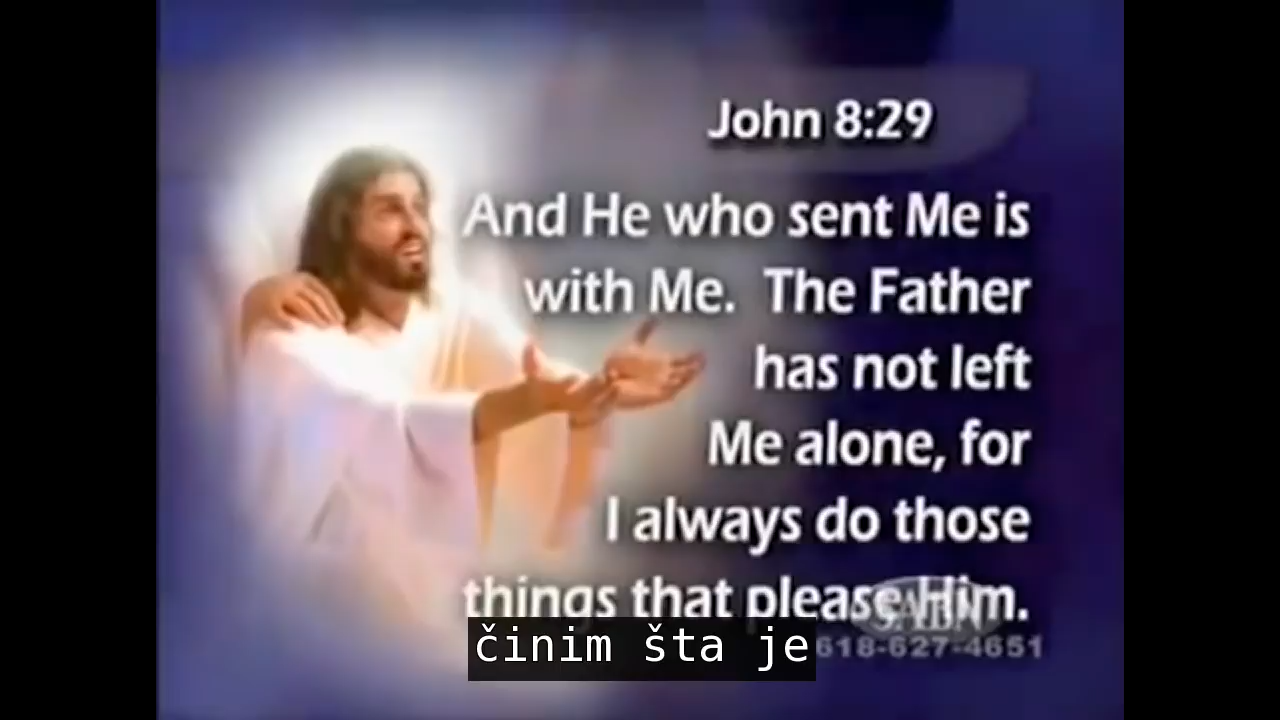 John 8:29
And He who sent Me is
with Me. The Father
has not left
Me alone, for
I always do those
things that please Him.
3ABN
618-627-4651
činim šta je